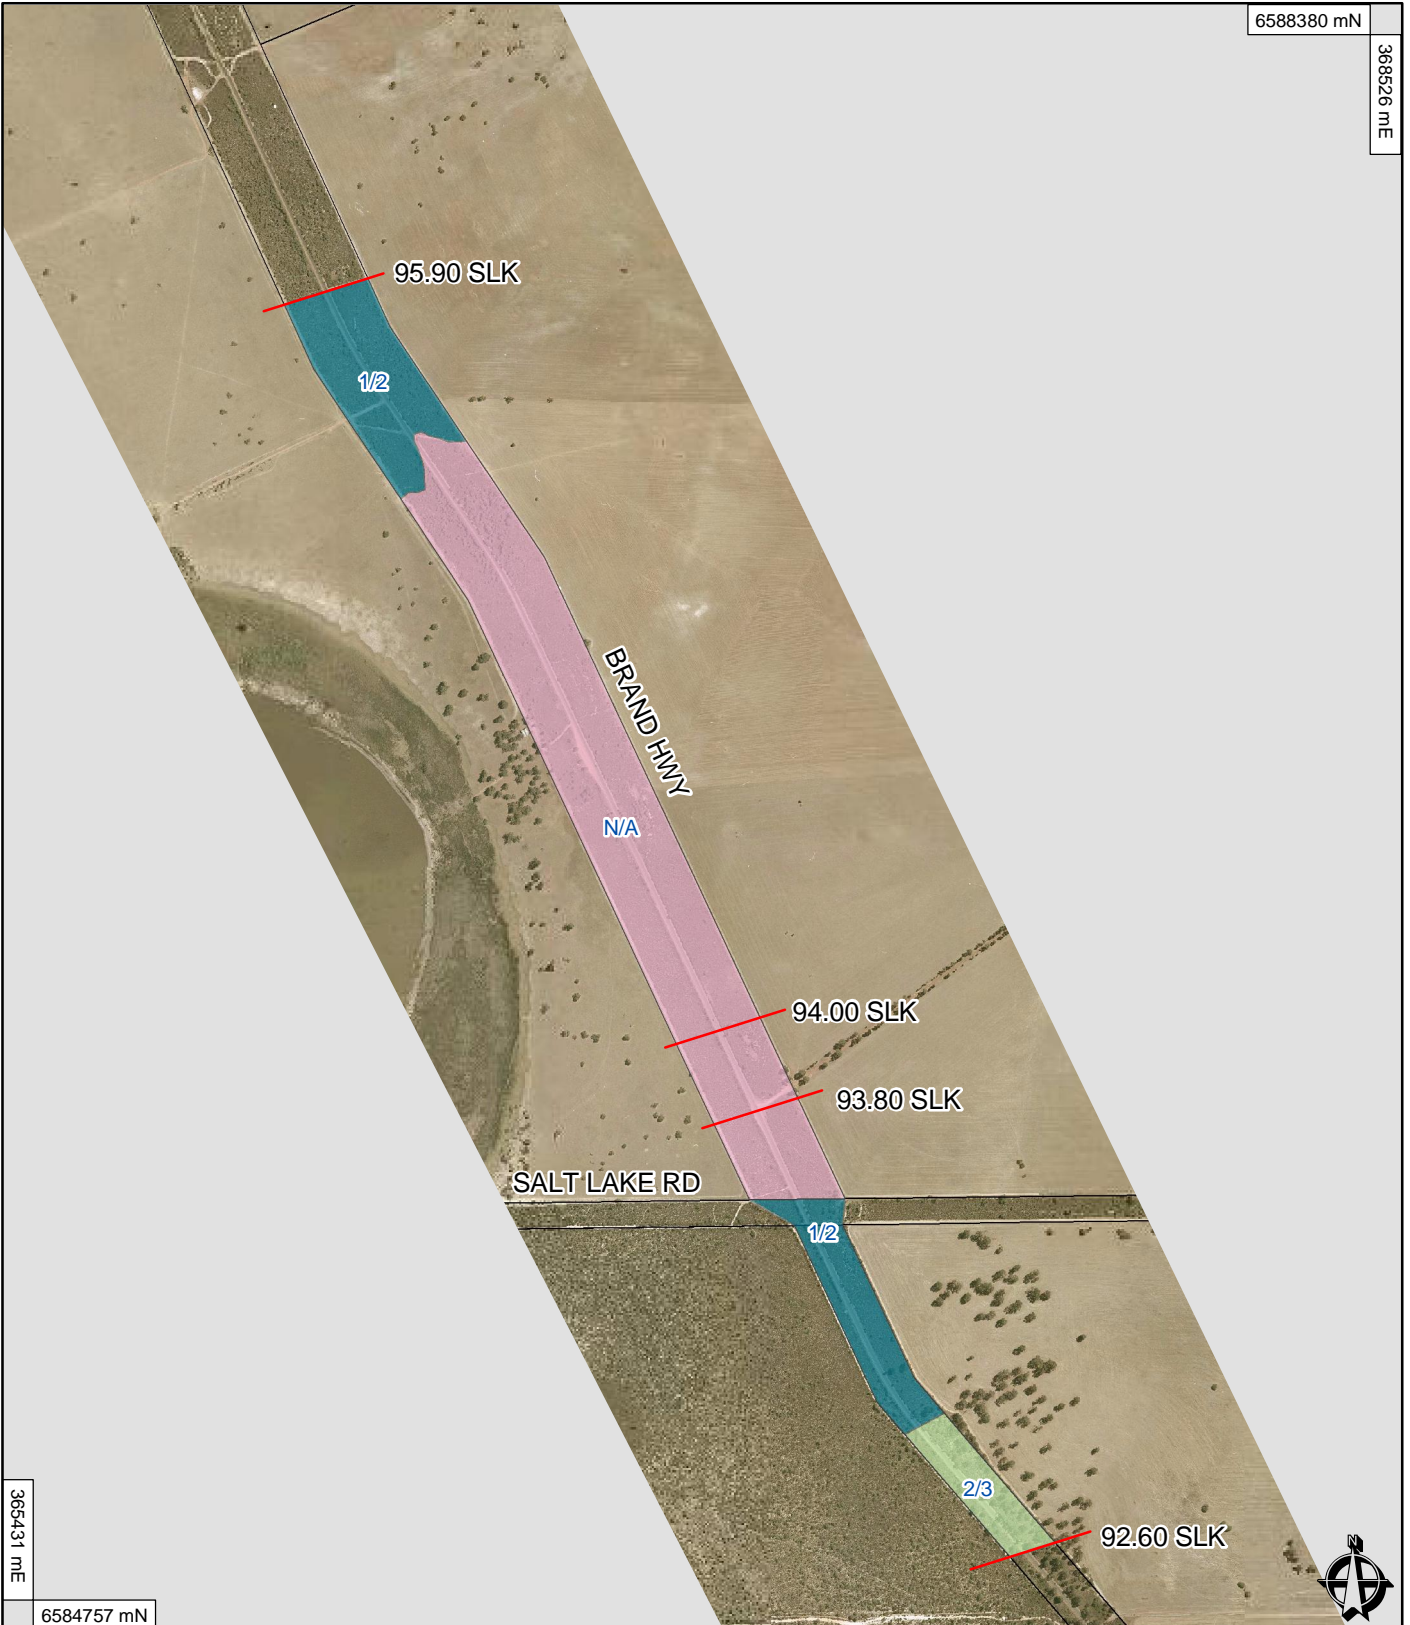 6588380 mN
368526 mE
95.90 SLK
1/2
BRAND HWY
N/A
94.00 SLK
93.80 SLK
SALT LAKE RD
1/2
2/3
92.60 SLK
N
365431 mE
6584757 mN